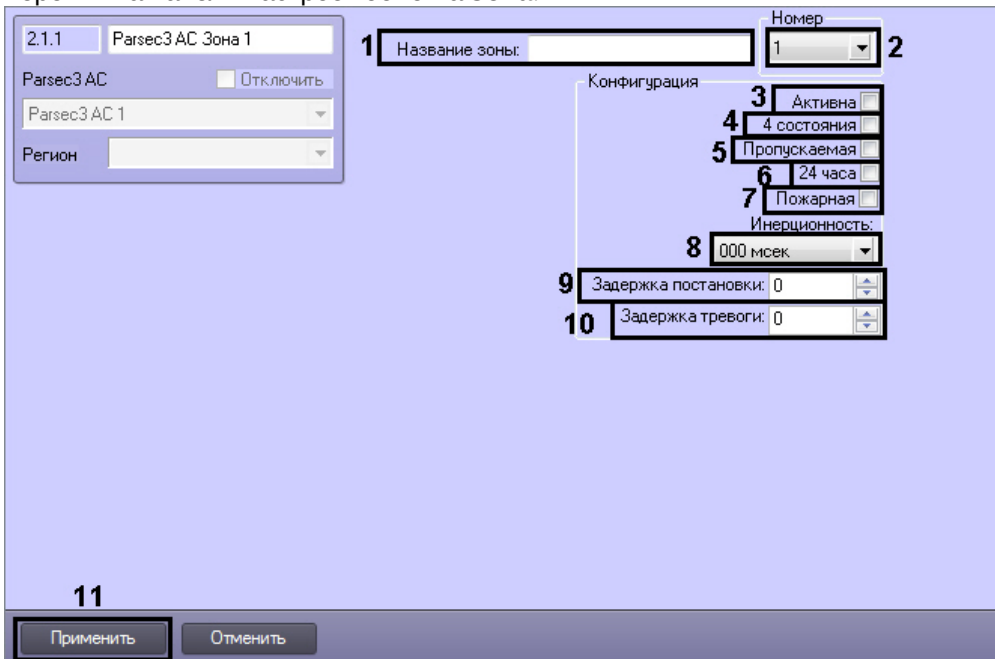 2.1.1 Parsec3 AC Зона 1
Parsec3 AC Отключить
Parsec3 AC 1
Регион
1 Название зоны:
Номер
1 2
Конфигурация
3 Активна
4 4 состояния
5 Пропускаемая
6 24 часа
7 Пожарная
Инерционность:
8 000 мсек
9 Задержка постановки: 0
10 Задержка тревоги: 0
11
Применить Отменить